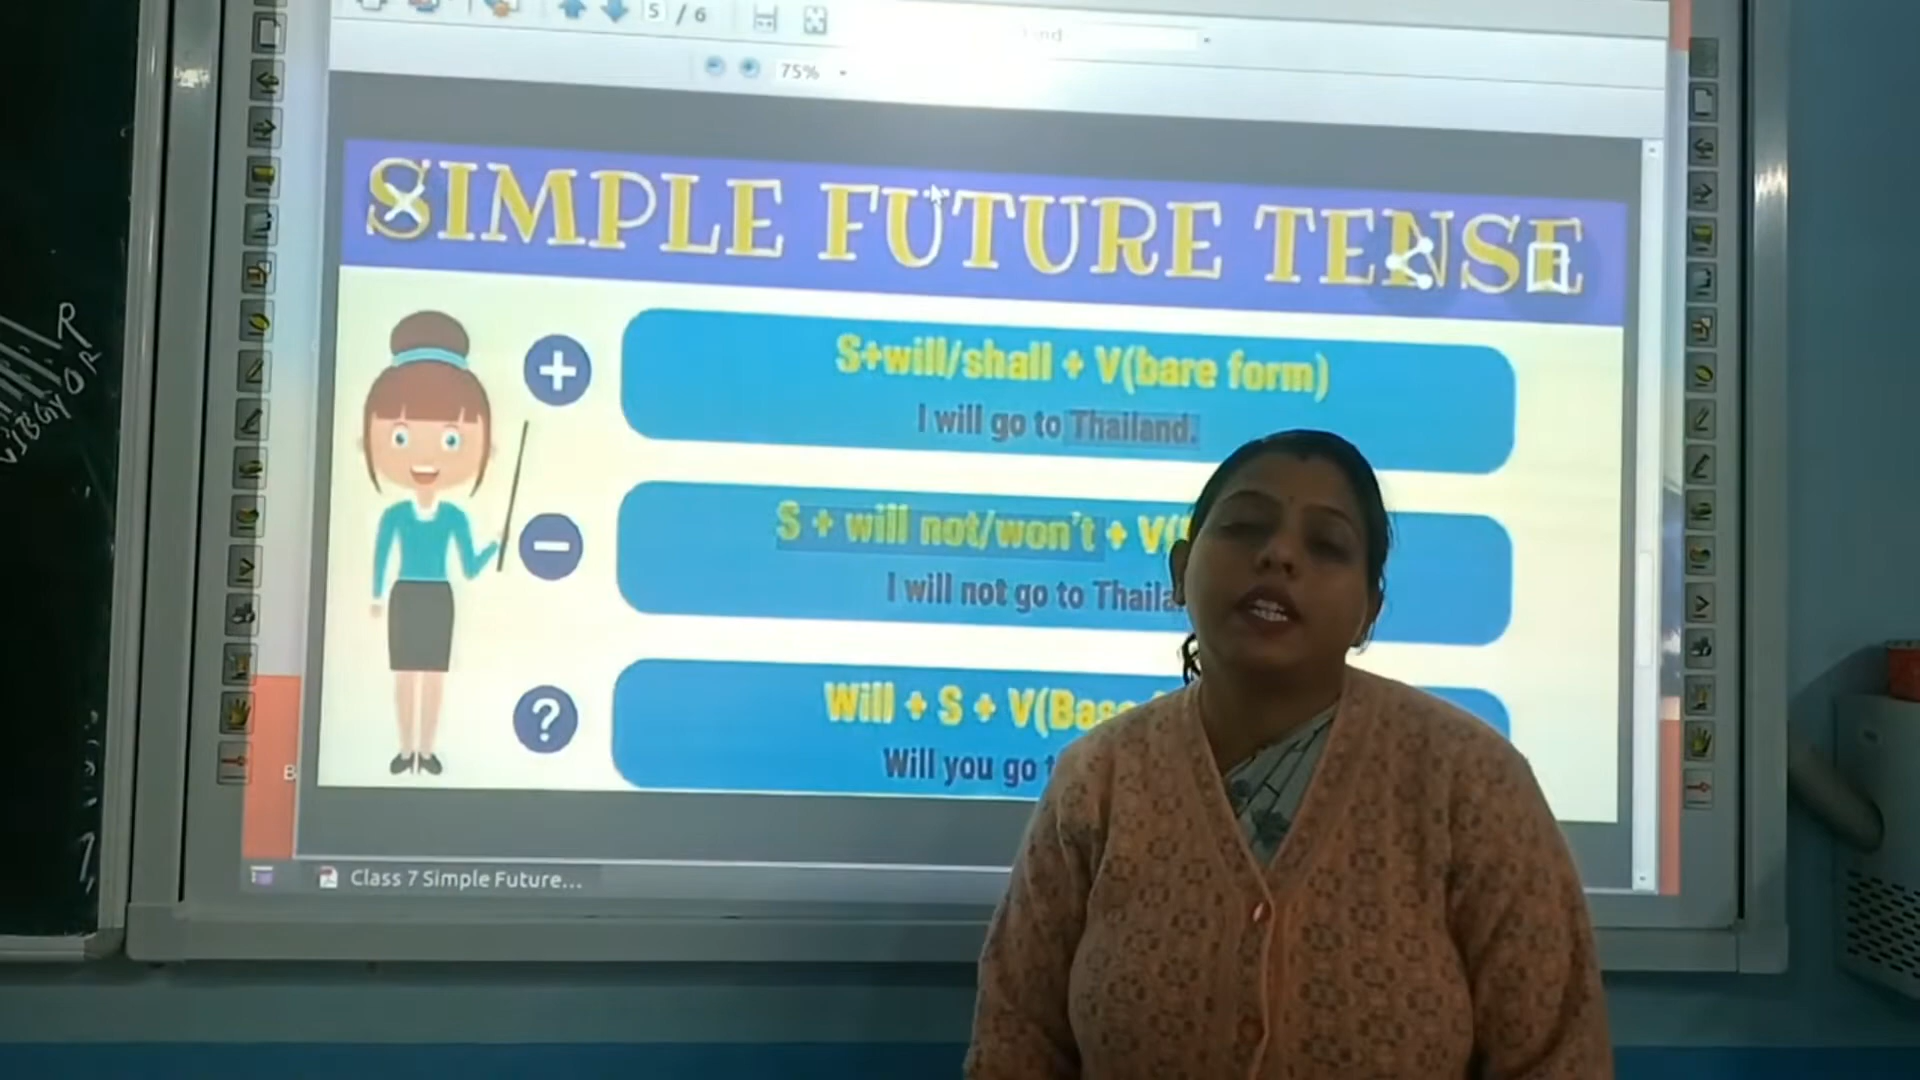 5 / 6
75%
SIMPLE FUTURE TENSE
S+will/shall + V(bare form)
I will go to Thailand.
S + will not/won't + V(
I will not go to Thaila
?
Will + S + V(Bas
Will you go t
Class 7 Simple Future...
R
O
VIBGY